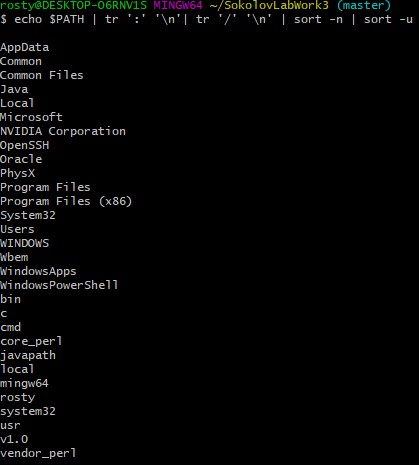 rosty@DESKTOP-O6RNV1S MINGW64 ~/SokolovLabWork3 (master)
$ echo $PATH | tr ':' '\n'| tr '/' '\n' | sort -n | sort -u
AppData
Common
Common Files
Java
Local
Microsoft
NVIDIA Corporation
OpenSSH
Oracle
PhysX
Program Files
Program Files (x86)
System32
Users
WINDOWS
Wbem
WindowsApps
WindowsPowerShell
bin
c
cmd
core_perl
javapath
local
mingw64
rosty
system32
usr
v1.0
vendor_perl